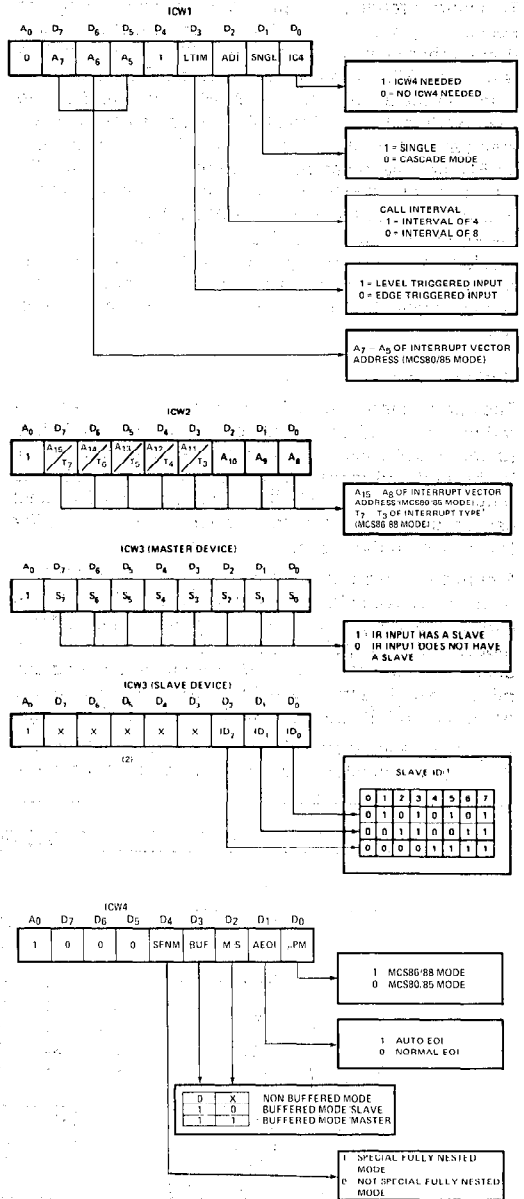 ICW1
A0 D7 D6 D5 D4 D3 D2 D1 D0
0 A7 A6 A5 1 LTIM ADI SNGL IC4
1 = ICW4 NEEDED
0 = NO ICW4 NEEDED
1 = SINGLE
0 = CASCADE MODE
CALL INTERVAL
1 = INTERVAL OF 4
0 = INTERVAL OF 8
1 = LEVEL TRIGGERED INPUT
0 = EDGE TRIGGERED INPUT
A7 - A5 OF INTERRUPT VECTOR
ADDRESS (MCS80/85 MODE)
ICW2
A0 D7 D6 D5 D4 D3 D2 D1 D0
1 A15/T7 A14/T6 A13/T5 A12/T4 A11/T3 A10 A9 A8
A15 A8 OF INTERRUPT VECTOR
ADDRESS (MCS80/85 MODE)
T7 T3 OF INTERRUPT TYPE
(MCS86/88 MODE)
ICW3 (MASTER DEVICE)
A0 D7 D6 D5 D4 D3 D2 D1 D0
1 S7 S6 S5 S4 S3 S2 S1 S0
1 IR INPUT HAS A SLAVE
0 IR INPUT DOES NOT HAVE
A SLAVE
ICW3 (SLAVE DEVICE)
A0 D7 D6 D5 D4 D3 D2 D1 D0
1 X X X X X ID2 ID1 ID0
(2)
SLAVE ID
0 1 2 3 4 5 6 7
0 1 0 1 0 1 0 1
0 0 1 1 0 0 1 1
0 0 0 0 1 1 1 1
ICW4
A0 D7 D6 D5 D4 D3 D2 D1 D0
1 0 0 0 SFNM BUF M/S AEOI PM
1 MCS86/88 MODE
0 MCS80/85 MODE
1 AUTO EOI
0 NORMAL EOI
0 X NON BUFFERED MODE
1 0 BUFFERED MODE SLAVE
1 1 BUFFERED MODE MASTER
1 SPECIAL FULLY NESTED
MODE
0 NOT SPECIAL FULLY NESTED
MODE